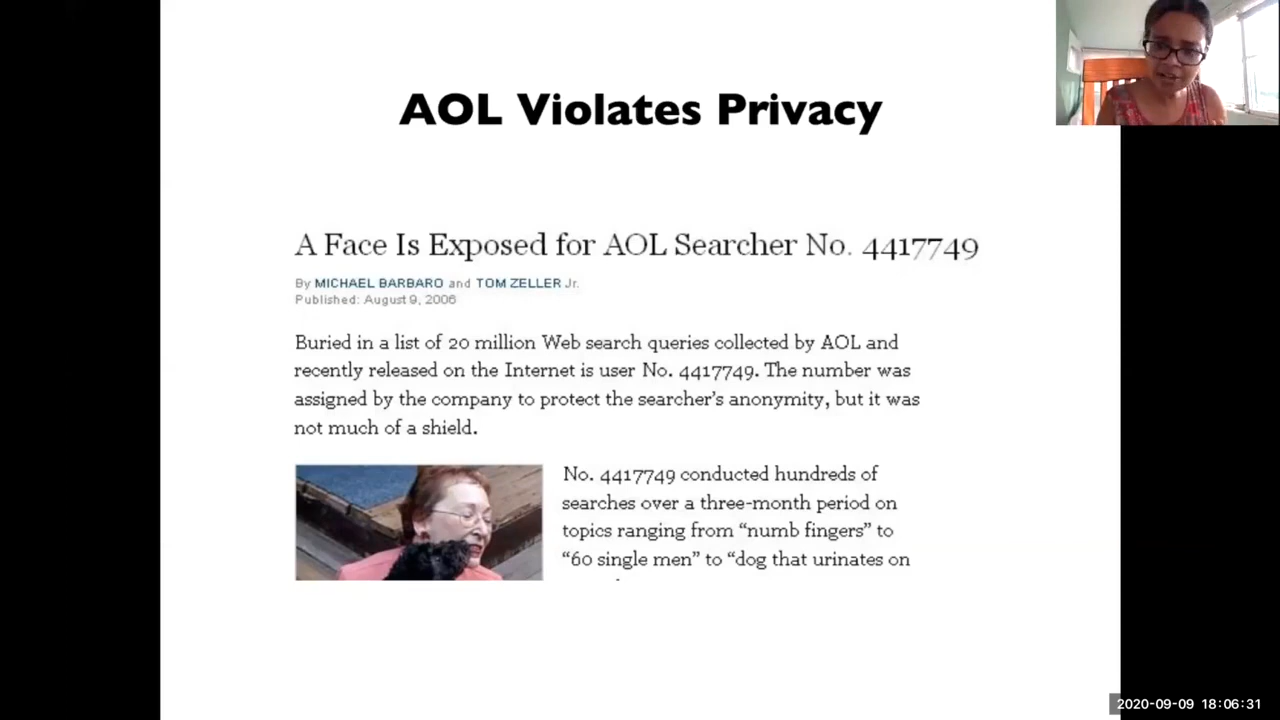 AOL Violates Privacy
A Face Is Exposed for AOL Searcher No. 4417749
By MICHAEL BARBARO and TOM ZELLER Jr.
Published: August 9, 2006
Buried in a list of 20 million Web search queries collected by AOL and
recently released on the Internet is user No. 4417749. The number was
assigned by the company to protect the searcher's anonymity, but it was
not much of a shield.
No. 4417749 conducted hundreds of
searches over a three-month period on
topics ranging from “numb fingers” to
“60 single men” to “dog that urinates on
2020-09-09 18:06:31